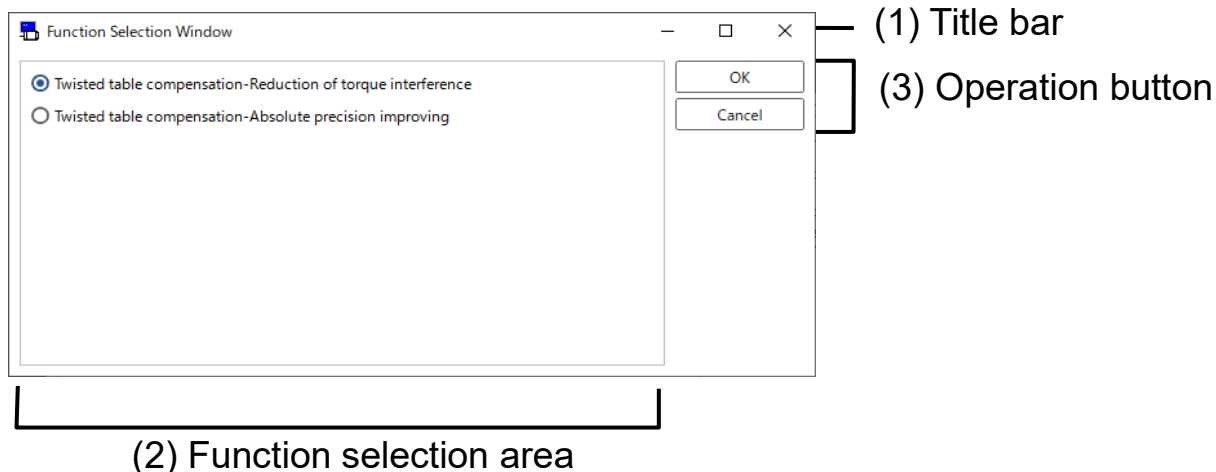 Function Selection Window
(1) Title bar
Twisted table compensation-Reduction of torque interference
Twisted table compensation-Absolute precision improving
OK
Cancel
(3) Operation button
(2) Function selection area